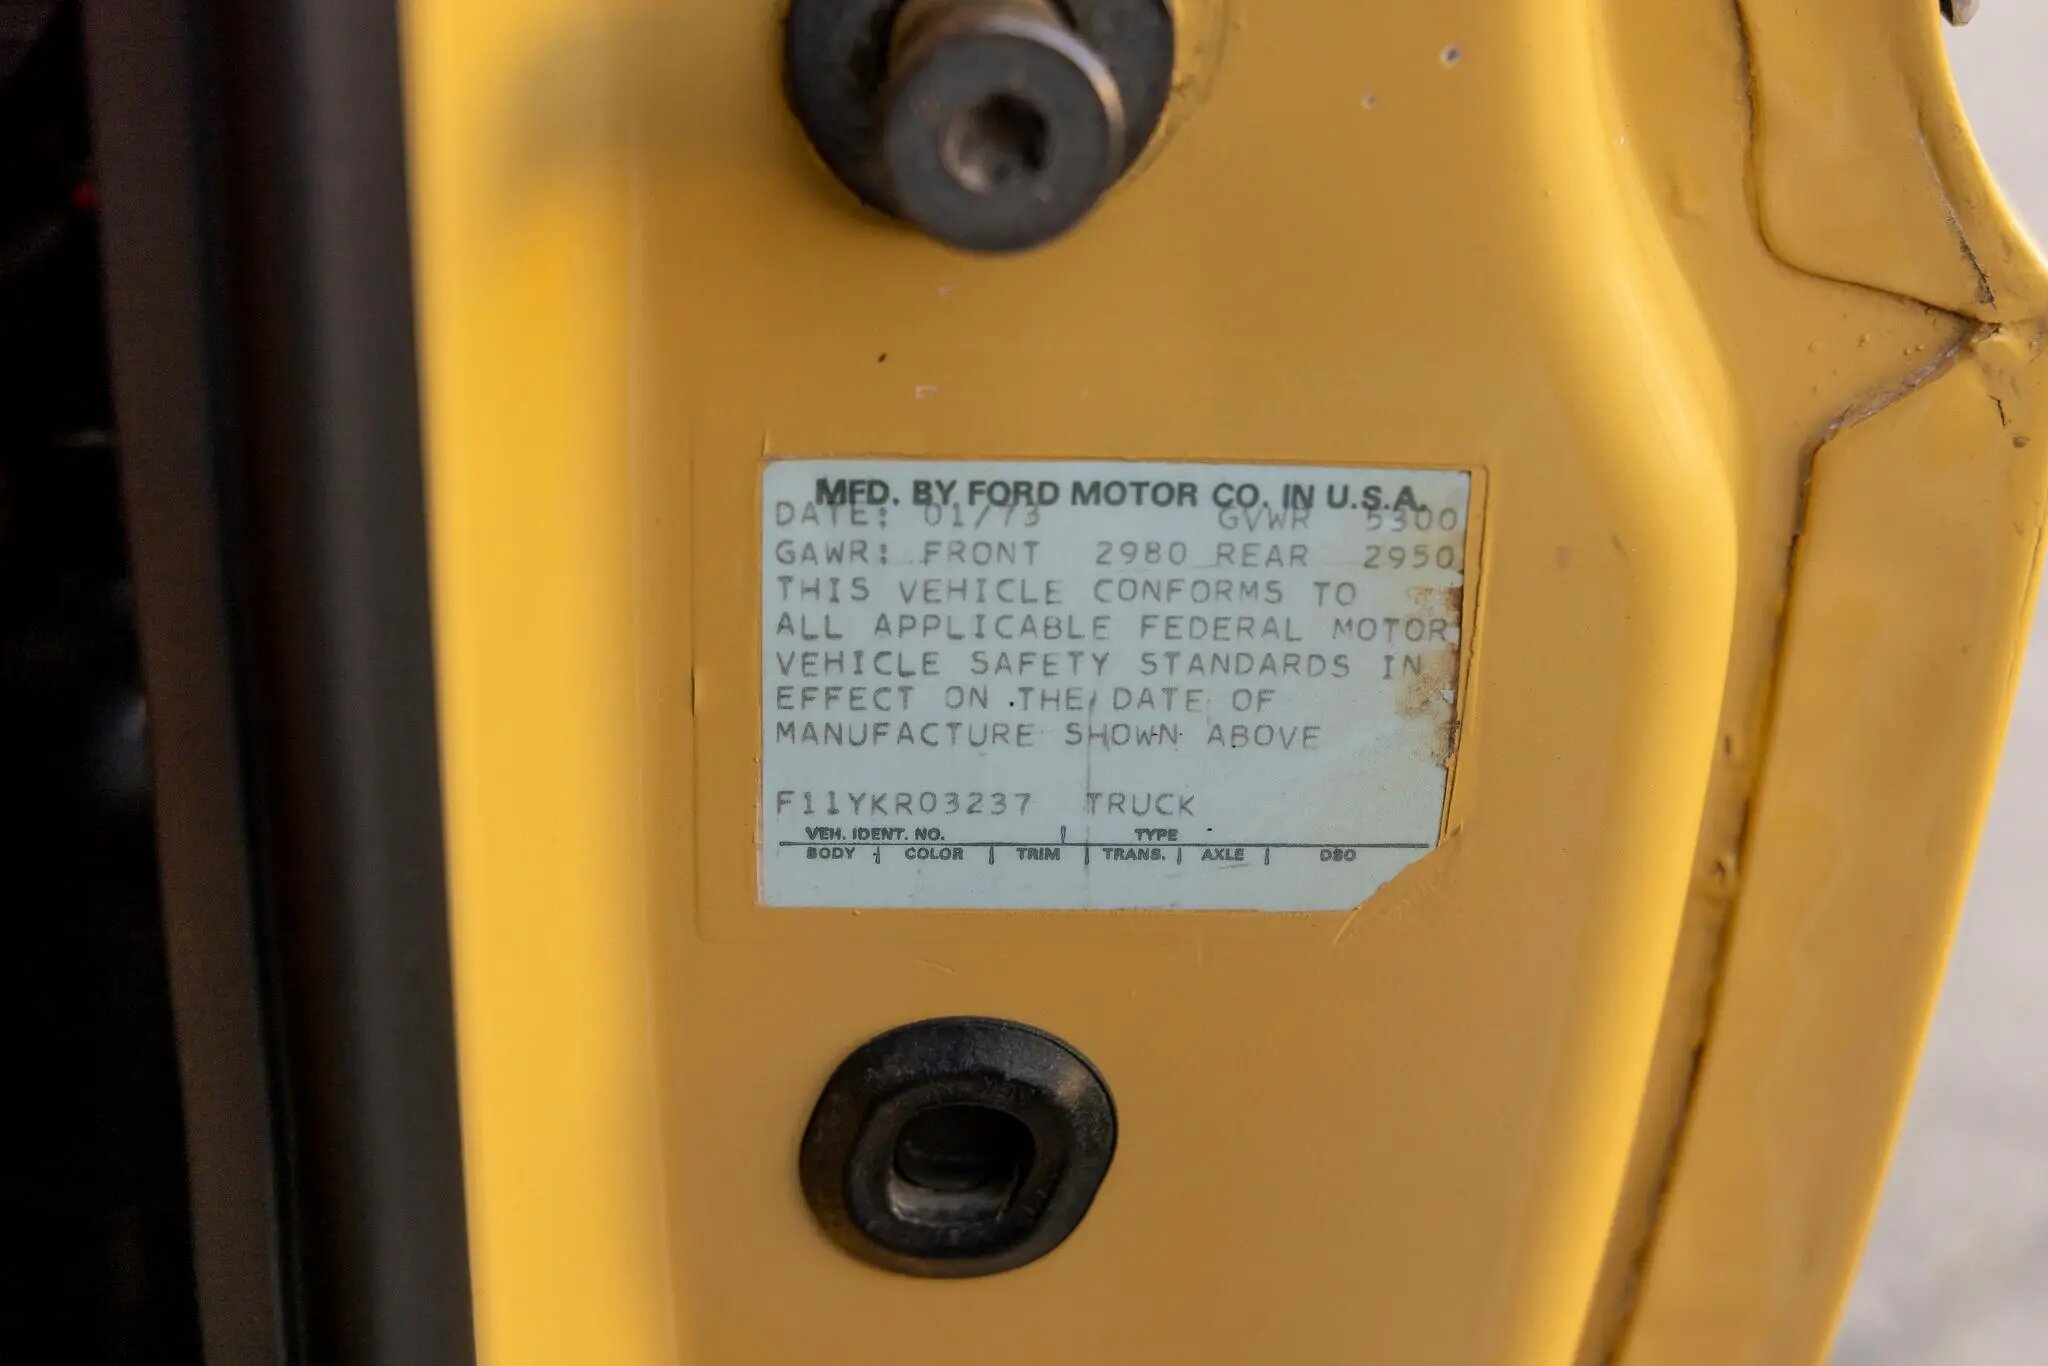 MFD. BY FORD MOTOR CO. IN U.S.A.
DATE: 01/73 GVWR 5300
GAWR: FRONT 2980 REAR 2950
THIS VEHICLE CONFORMS TO
ALL APPLICABLE FEDERAL MOTOR
VEHICLE SAFETY STANDARDS IN
EFFECT ON THE DATE OF
MANUFACTURE SHOWN ABOVE
F11YKR03237 TRUCK
VEH. IDENT. NO. | TYPE
BODY | COLOR | TRIM | TRANS. | AXLE | DSO